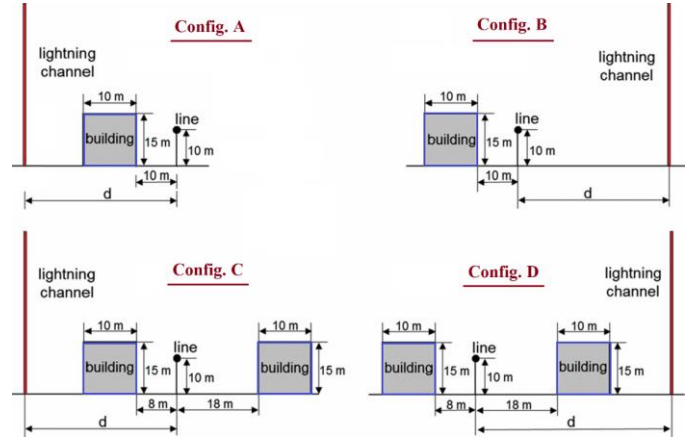 Config. A
lightning
channel
10 m
building
15 m
line
10 m
10 m
d
Config. B
10 m
building
15 m
line
10 m
10 m
lightning
channel
d
Config. C
lightning
channel
10 m
building
15 m
line
10 m
8 m
18 m
10 m
building
15 m
d
Config. D
10 m
building
15 m
line
10 m
8 m
18 m
10 m
building
15 m
lightning
channel
d